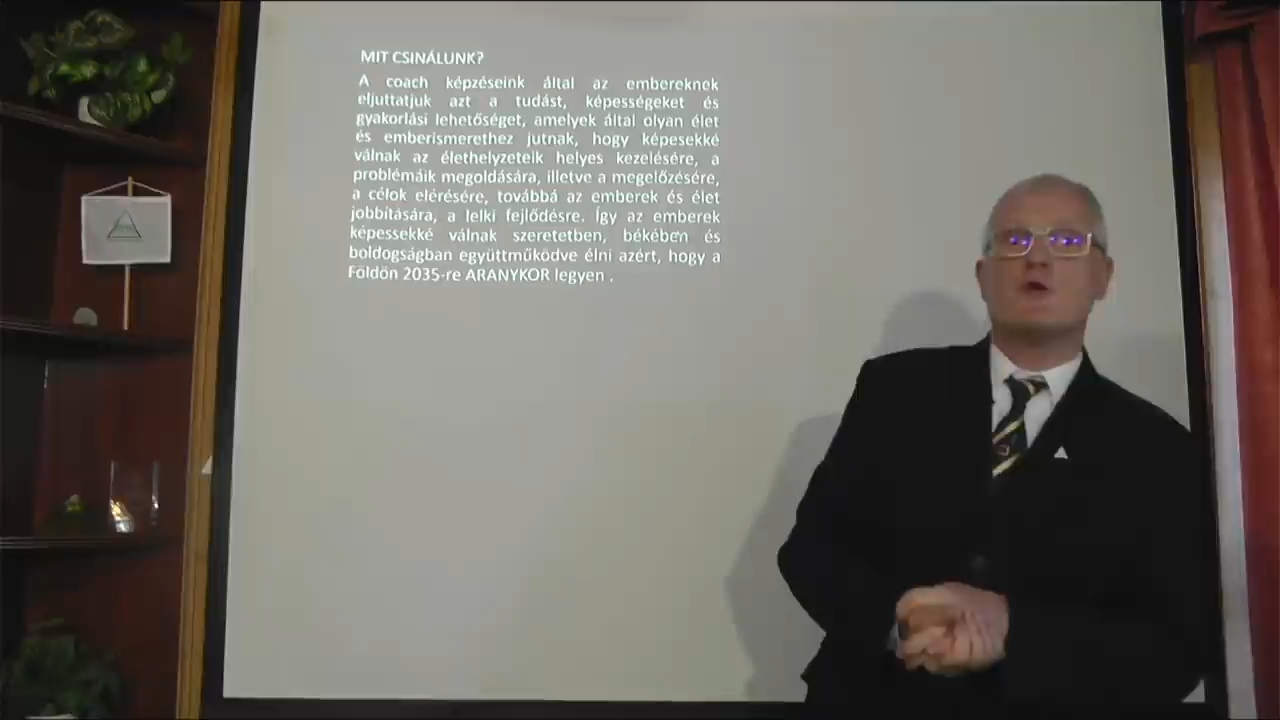 MIT CSINÁLUNK?
A coach képzéseink által az embereknek
eljuttatjuk azt a tudást, képességeket és
gyakorlási lehetőséget, amelyek által olyan élet
és emberismerethez jutnak, hogy képesekké
válnak az élethelyzeteik helyes kezelésére, a
problémáik megoldására, illetve a megelőzésére,
a célok elérésére, továbbá az emberek és élet
jobbítására, a lelki fejlődésre. Így az emberek
képessekké válnak szeretetben, békében és
boldogságban együttműködve élni azért, hogy a
Földön 2035-re ARANYKOR legyen .